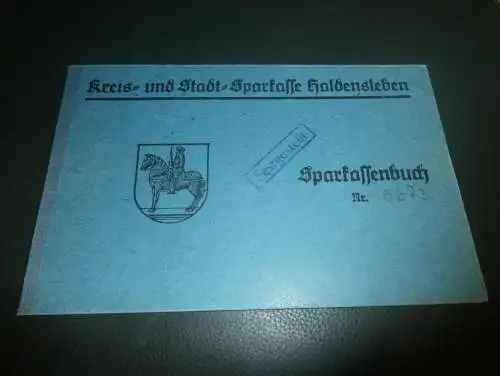 Kreis- und Stadt-Sparkasse Haldensleben
Sparkassenbuch
Nr.